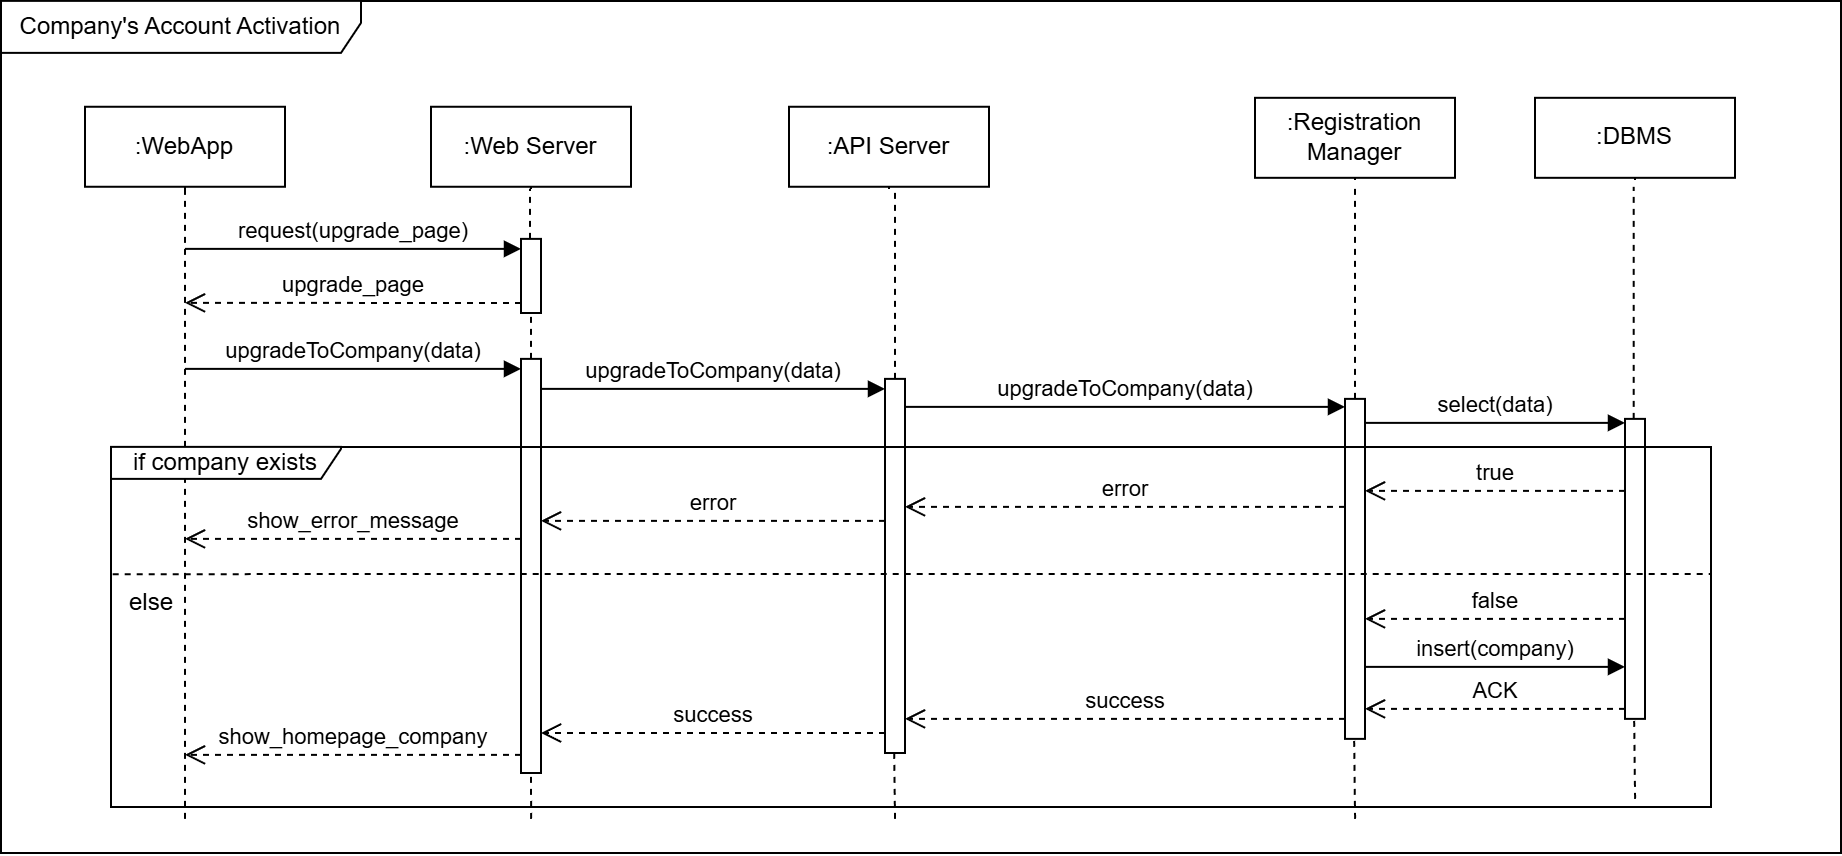 Company's Account Activation
:WebApp
:Web Server
:API Server
:Registration
Manager
:DBMS
request(upgrade_page)
upgrade_page
upgradeToCompany(data)
upgradeToCompany(data)
upgradeToCompany(data)
select(data)
if company exists
true
error
error
show_error_message
else
false
insert(company)
ACK
success
success
show_homepage_company